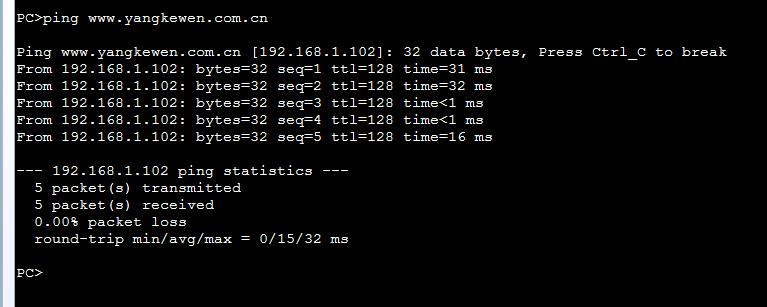 PC>ping www.yangkewen.com.cn
Ping www.yangkewen.com.cn [192.168.1.102]: 32 data bytes, Press Ctrl_C to break
From 192.168.1.102: bytes=32 seq=1 ttl=128 time=31 ms
From 192.168.1.102: bytes=32 seq=2 ttl=128 time=32 ms
From 192.168.1.102: bytes=32 seq=3 ttl=128 time<1 ms
From 192.168.1.102: bytes=32 seq=4 ttl=128 time<1 ms
From 192.168.1.102: bytes=32 seq=5 ttl=128 time=16 ms
--- 192.168.1.102 ping statistics ---
5 packet(s) transmitted
5 packet(s) received
0.00% packet loss
round-trip min/avg/max = 0/15/32 ms
PC>